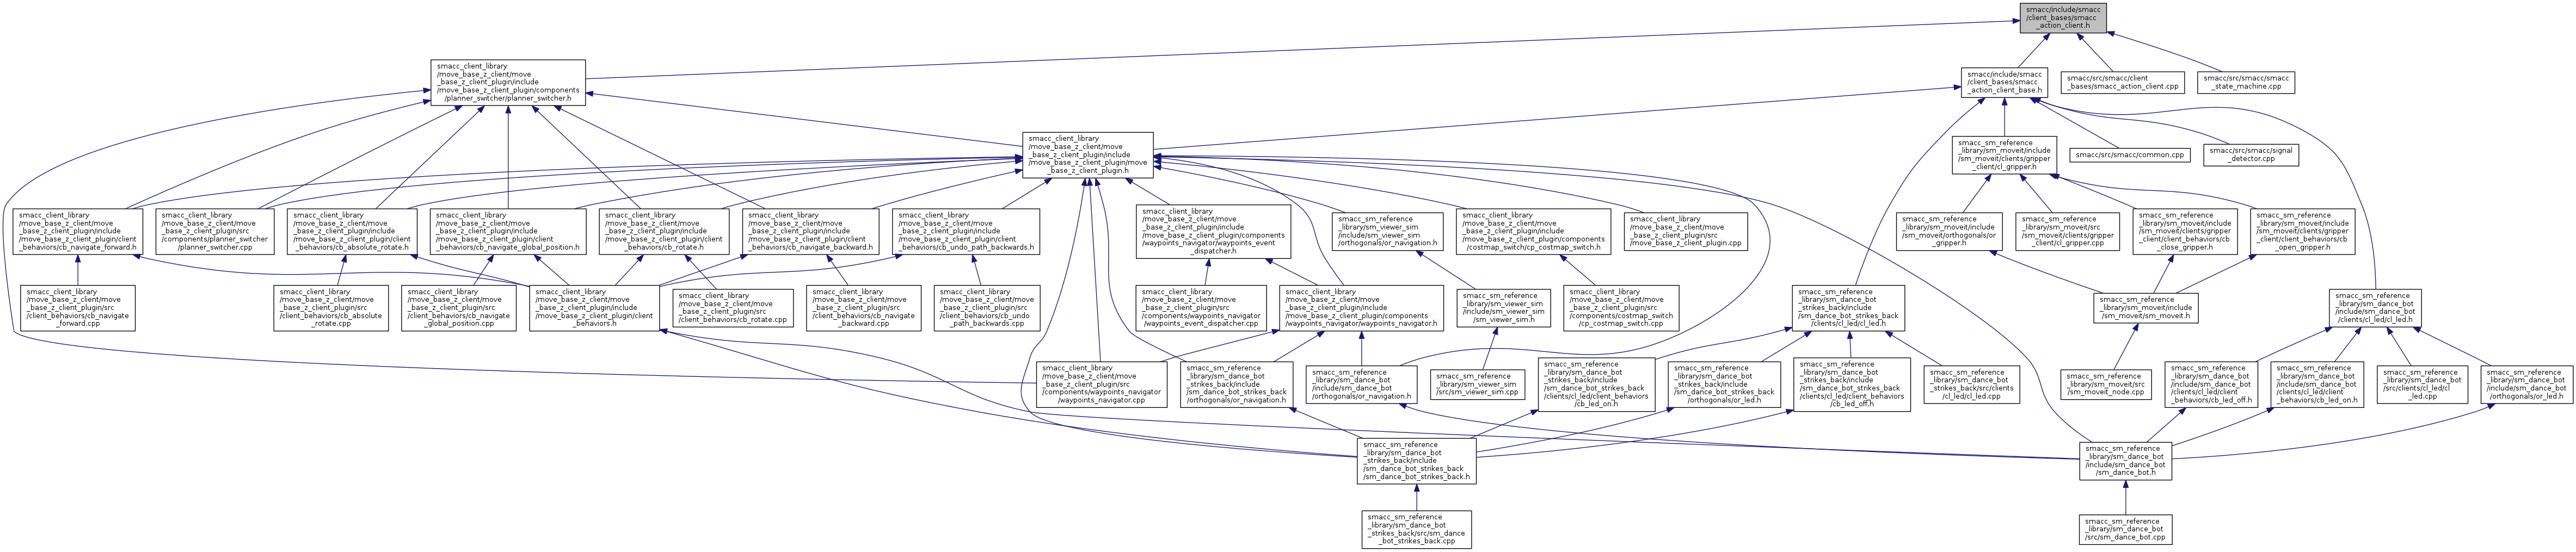 smacc/include/smacc
/client_bases/smacc
_action_client.h
smacc_client_library
/move_base_z_client/move
_base_z_client_plugin/include
/move_base_z_client_plugin/components
/planner_switcher/planner_switcher.h
smacc/include/smacc
/client_bases/smacc
_action_client_base.h
smacc/src/smacc/client
_bases/smacc_action_client.cpp
smacc/src/smacc/smacc
_state_machine.cpp
smacc_client_library
/move_base_z_client/move
_base_z_client_plugin/include
/move_base_z_client_plugin/move
_base_z_client_plugin.h
smacc_sm_reference
_library/sm_moveit/include
/sm_moveit/clients/gripper
_client/cl_gripper.h
smacc/src/smacc/common.cpp
smacc/src/smacc/signal
_detector.cpp
smacc_client_library
/move_base_z_client/move
_base_z_client_plugin/include
/move_base_z_client_plugin/client
_behaviors/cb_navigate_forward.h
smacc_client_library
/move_base_z_client/move
_base_z_client_plugin/src
/components/planner_switcher
/planner_switcher.cpp
smacc_client_library
/move_base_z_client/move
_base_z_client_plugin/include
/move_base_z_client_plugin/client
_behaviors/cb_absolute_rotate.h
smacc_client_library
/move_base_z_client/move
_base_z_client_plugin/include
/move_base_z_client_plugin/client
_behaviors/cb_navigate_global_position.h
smacc_client_library
/move_base_z_client/move
_base_z_client_plugin/include
/move_base_z_client_plugin/client
_behaviors/cb_rotate.h
smacc_client_library
/move_base_z_client/move
_base_z_client_plugin/include
/move_base_z_client_plugin/client
_behaviors/cb_navigate_backward.h
smacc_client_library
/move_base_z_client/move
_base_z_client_plugin/include
/move_base_z_client_plugin/client
_behaviors/cb_undo_path_backwards.h
smacc_client_library
/move_base_z_client/move
_base_z_client_plugin/include
/move_base_z_client_plugin/components
/waypoints_navigator/waypoints_event
_dispatcher.h
smacc_sm_reference
_library/sm_viewer_sim
/include/sm_viewer_sim
/orthogonals/or_navigation.h
smacc_client_library
/move_base_z_client/move
_base_z_client_plugin/include
/move_base_z_client_plugin/components
/costmap_switch/cp_costmap_switch.h
smacc_client_library
/move_base_z_client/move
_base_z_client_plugin/src
/move_base_z_client_plugin.cpp
smacc_sm_reference
_library/sm_moveit/include
/sm_moveit/orthogonals/or
_gripper.h
smacc_sm_reference
_library/sm_moveit/src
/sm_moveit/clients/gripper
_client/cl_gripper.cpp
smacc_sm_reference
_library/sm_moveit/include
/sm_moveit/clients/gripper
_client/client_behaviors/cb
_close_gripper.h
smacc_sm_reference
_library/sm_moveit/include
/sm_moveit/clients/gripper
_client/client_behaviors/cb
_open_gripper.h
smacc_client_library
/move_base_z_client/move
_base_z_client_plugin/src
/client_behaviors/cb_navigate
_forward.cpp
smacc_client_library
/move_base_z_client/move
_base_z_client_plugin/src
/client_behaviors/cb_absolute
_rotate.cpp
smacc_client_library
/move_base_z_client/move
_base_z_client_plugin/src
/client_behaviors/cb_navigate
_global_position.cpp
smacc_client_library
/move_base_z_client/move
_base_z_client_plugin/include
/move_base_z_client_plugin/client
_behaviors.h
smacc_client_library
/move_base_z_client/move
_base_z_client_plugin/src
/client_behaviors/cb_rotate.cpp
smacc_client_library
/move_base_z_client/move
_base_z_client_plugin/src
/client_behaviors/cb_navigate
_backward.cpp
smacc_client_library
/move_base_z_client/move
_base_z_client_plugin/src
/client_behaviors/cb_undo
_path_backwards.cpp
smacc_client_library
/move_base_z_client/move
_base_z_client_plugin/src
/components/waypoints_navigator
/waypoints_event_dispatcher.cpp
smacc_client_library
/move_base_z_client/move
_base_z_client_plugin/include
/move_base_z_client_plugin/components
/waypoints_navigator/waypoints_navigator.h
smacc_sm_reference
_library/sm_viewer_sim
/include/sm_viewer_sim
/sm_viewer_sim.h
smacc_client_library
/move_base_z_client/move
_base_z_client_plugin/src
/components/costmap_switch
/cp_costmap_switch.cpp
smacc_sm_reference
_library/sm_dance_bot
_strikes_back/include
/sm_dance_bot_strikes_back
/clients/cl_led/cl_led.h
smacc_sm_reference
_library/sm_moveit/include
/sm_moveit/sm_moveit.h
smacc_sm_reference
_library/sm_dance_bot
/include/sm_dance_bot
/clients/cl_led/cl_led.h
smacc_client_library
/move_base_z_client/move
_base_z_client_plugin/src
/components/waypoints_navigator
/waypoints_navigator.cpp
smacc_sm_reference
_library/sm_dance_bot
_strikes_back/include
/sm_dance_bot_strikes_back
/orthogonals/or_navigation.h
smacc_sm_reference
_library/sm_dance_bot
/include/sm_dance_bot
/orthogonals/or_navigation.h
smacc_sm_reference
_library/sm_viewer_sim
/src/sm_viewer_sim.cpp
smacc_sm_reference
_library/sm_dance_bot
_strikes_back/include
/sm_dance_bot_strikes_back
/clients/cl_led/client_behaviors
/cb_led_on.h
smacc_sm_reference
_library/sm_dance_bot
_strikes_back/include
/sm_dance_bot_strikes_back
/orthogonals/or_led.h
smacc_sm_reference
_library/sm_dance_bot
_strikes_back/include
/sm_dance_bot_strikes_back
/clients/cl_led/client_behaviors
/cb_led_off.h
smacc_sm_reference
_library/sm_dance_bot
_strikes_back/src/clients
/cl_led/cl_led.cpp
smacc_sm_reference
_library/sm_moveit/src
/sm_moveit_node.cpp
smacc_sm_reference
_library/sm_dance_bot
/include/sm_dance_bot
/clients/cl_led/client
_behaviors/cb_led_off.h
smacc_sm_reference
_library/sm_dance_bot
/include/sm_dance_bot
/clients/cl_led/client
_behaviors/cb_led_on.h
smacc_sm_reference
_library/sm_dance_bot
/src/clients/cl_led/cl
_led.cpp
smacc_sm_reference
_library/sm_dance_bot
/include/sm_dance_bot
/orthogonals/or_led.h
smacc_sm_reference
_library/sm_dance_bot
_strikes_back/include
/sm_dance_bot_strikes_back
/sm_dance_bot_strikes_back.h
smacc_sm_reference
_library/sm_dance_bot
/include/sm_dance_bot
/sm_dance_bot.h
smacc_sm_reference
_library/sm_dance_bot
_strikes_back/src/sm_dance
_bot_strikes_back.cpp
smacc_sm_reference
_library/sm_dance_bot
/src/sm_dance_bot.cpp